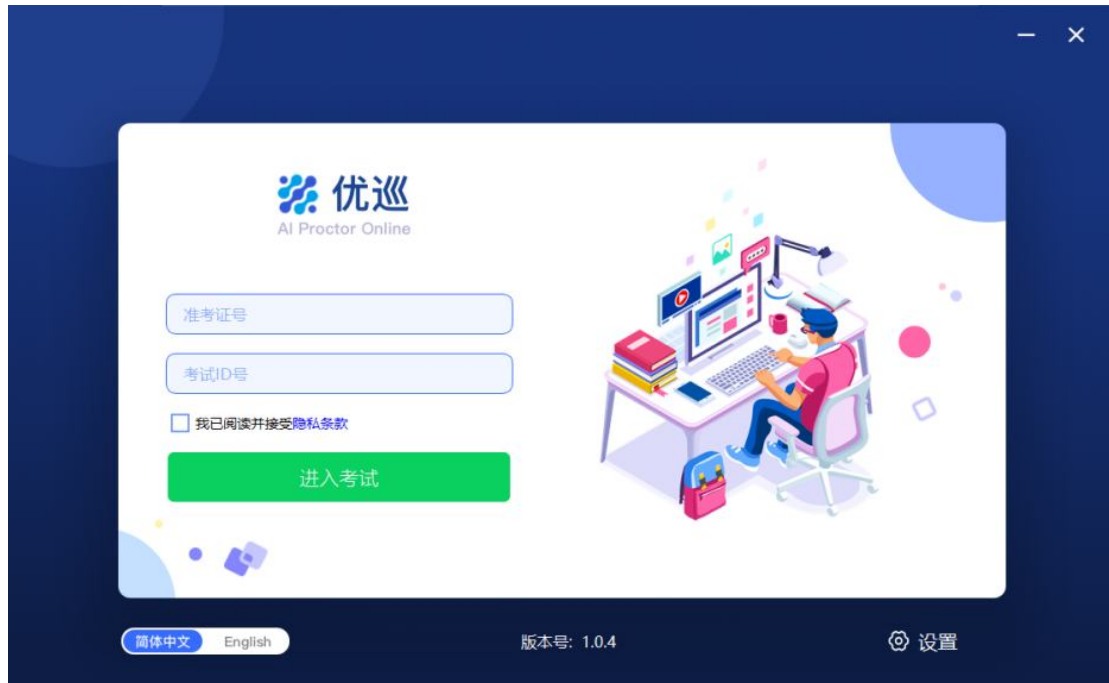 优巡
AI Proctor Online
准考证号
考试ID号
我已阅读并接受隐私条款
进入考试
简体中文 English
版本号: 1.0.4
设置